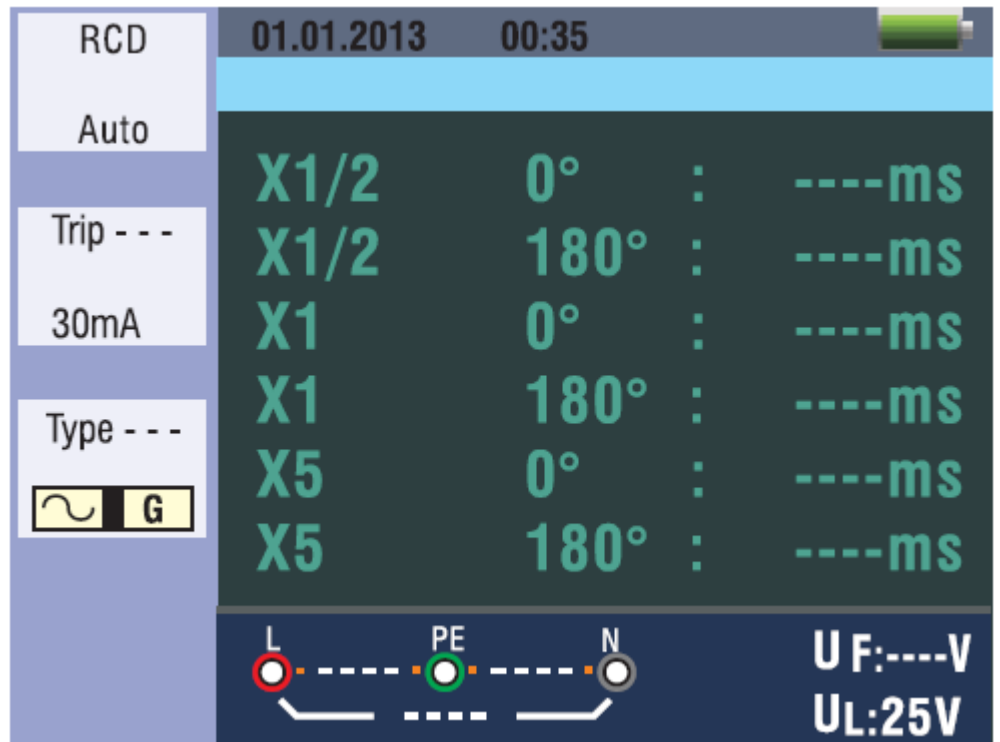 RCD
Auto
Trip - - -
30mA
Type - - -
G
01.01.2013 00:35
X1/2 0° : ----ms
X1/2 180° : ----ms
X1 0° : ----ms
X1 180° : ----ms
X5 0° : ----ms
X5 180° : ----ms
L PE N
U F:----V
UL:25V